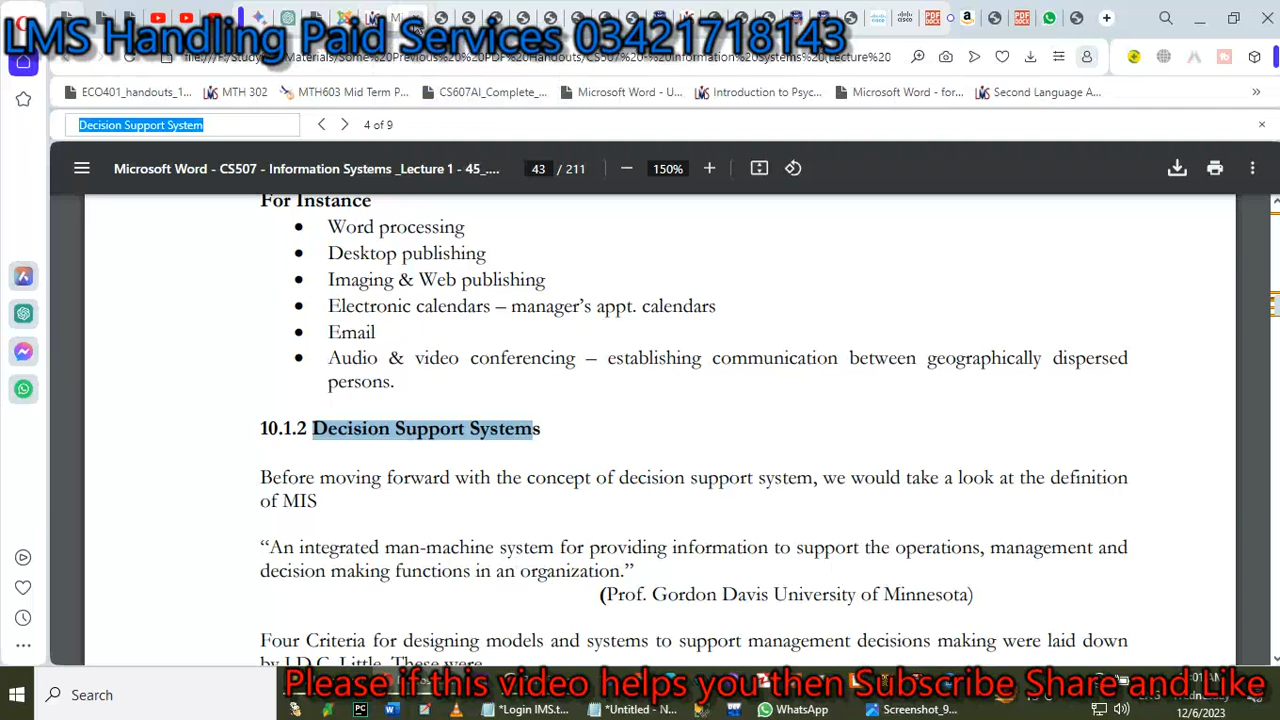 LMS Handling Paid Services 03421718143
ECO401_handouts_1...
MTH 302
MTH603 Mid Term P...
CS607AI_Complete_...
Microsoft Word - U...
Introduction to Psyc...
Microsoft Word - for...
Second Language A...
Decision Support System
4 of 9
Microsoft Word - CS507 - Information Systems _Lecture 1 - 45_...
43 / 211
150%
For Instance
• Word processing
• Desktop publishing
• Imaging & Web publishing
• Electronic calendars – manager's appt. calendars
• Email
• Audio & video conferencing – establishing communication between geographically dispersed
persons.
10.1.2 Decision Support Systems
Before moving forward with the concept of decision support system, we would take a look at the definition
of MIS
“An integrated man-machine system for providing information to support the operations, management and
decision making functions in an organization.”
(Prof. Gordon Davis University of Minnesota)
Four Criteria for designing models and systems to support management decisions making were laid down
by J.D.C. Little. These were
Please if this video helps you then Subscribe Share and Like
Search
*Login IMS.t...
*Untitled - N...
WhatsApp
Screenshot_9...
12/6/2023